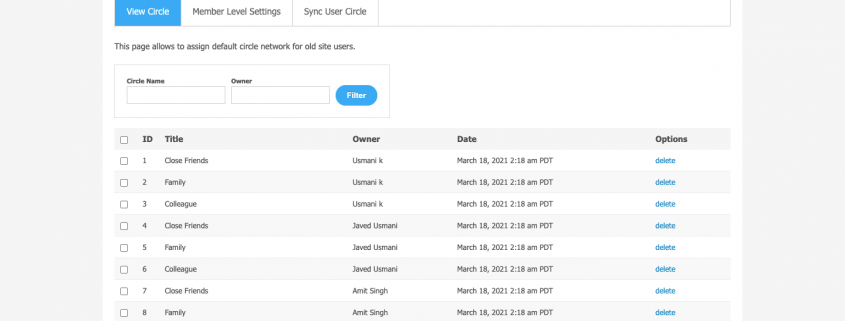 View Circle Member Level Settings Sync User Circle
This page allows to assign default circle network for old site users.
Circle Name Owner
Filter
ID Title Owner Date Options
1 Close Friends Usmani k March 18, 2021 2:18 am PDT delete
2 Family Usmani k March 18, 2021 2:18 am PDT delete
3 Colleague Usmani k March 18, 2021 2:18 am PDT delete
4 Close Friends Javed Usmani March 18, 2021 2:18 am PDT delete
5 Family Javed Usmani March 18, 2021 2:18 am PDT delete
6 Colleague Javed Usmani March 18, 2021 2:18 am PDT delete
7 Close Friends Amit Singh March 18, 2021 2:18 am PDT delete
8 Family Amit Singh March 18, 2021 2:18 am PDT delete